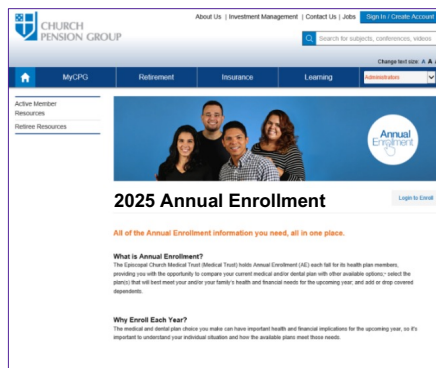 CHURCH
PENSION GROUP
About Us | Investment Management | Contact Us | Jobs
Sign In / Create Account
Search for subjects, conferences, videos
Change text size: A A
MyCPG
Retirement
Insurance
Learning
Administrators
Active Member
Resources
Retiree Resources
Annual
Enrollment
2025 Annual Enrollment
Login to Enroll
All of the Annual Enrollment information you need, all in one place.
What is Annual Enrollment?
The Episcopal Church Medical Trust (Medical Trust) holds Annual Enrollment (AE) each fall for its health plan members,
providing you with the opportunity to compare your current medical and/or dental plan with other available options;* select the
plan(s) that will best meet your and/or your family's health and financial needs for the upcoming year; and add or drop covered
dependents.
Why Enroll Each Year?
The medical and dental plan choice you make can have important health and financial implications for the upcoming year, so it's
important to understand your individual situation and how the available plans meet those needs.